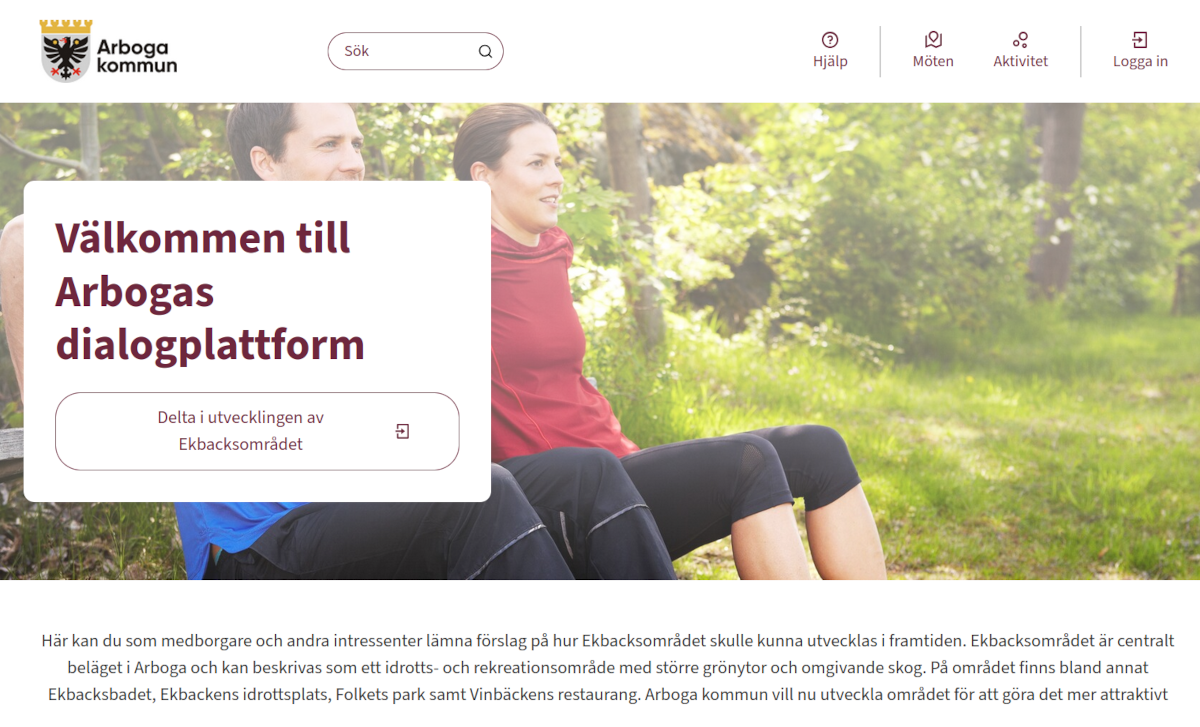 Arboga
kommun
Sök
Hjälp
Möten
Aktivitet
Logga in
Välkommen till
Arbogas
dialogplattform
Delta i utvecklingen av
Ekbacksområdet
Här kan du som medborgare och andra intressenter lämna förslag på hur Ekbacksområdet skulle kunna utvecklas i framtiden. Ekbacksområdet är centralt
beläget i Arboga och kan beskrivas som ett idrotts- och rekreationsområde med större grönytor och omgivande skog. På området finns bland annat
Ekbacksbadet, Ekbackens idrottsplats, Folkets park samt Vinbäckens restaurang. Arboga kommun vill nu utveckla området för att göra det mer attraktivt